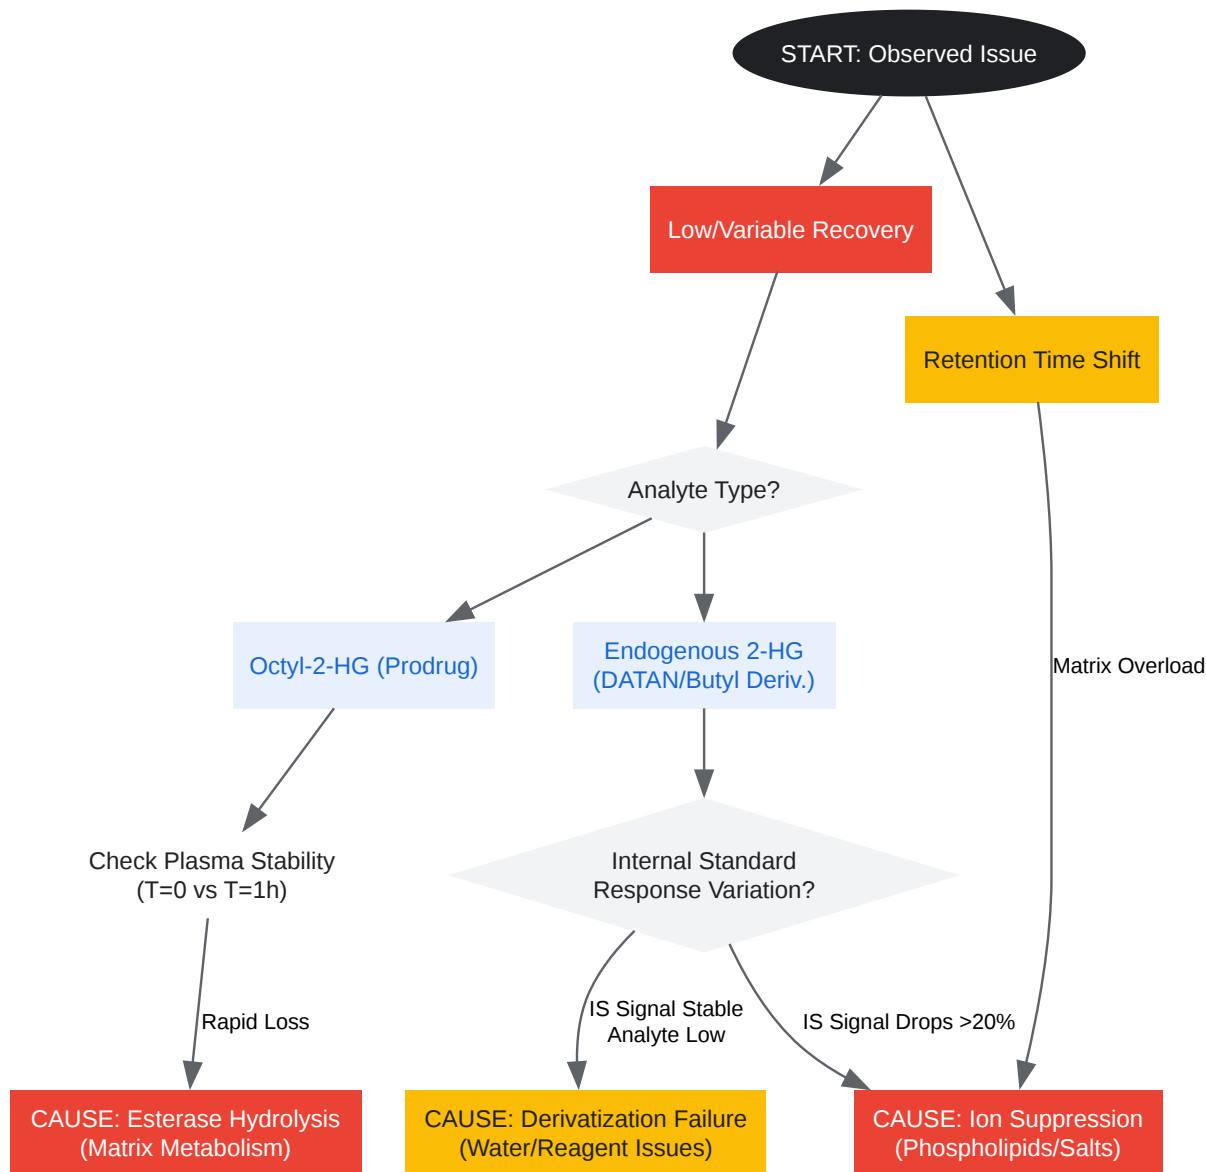 START: Observed Issue
Low/Variable Recovery
Retention Time Shift
Analyte Type?
Octyl-2-HG (Prodrug)
Endogenous 2-HG
(DATAN/Butyl Deriv.)
Matrix Overload
Check Plasma Stability
(T=0 vs T=1h)
Internal Standard
Response Variation?
Rapid Loss
IS Signal Stable
Analyte Low
IS Signal Drops >20%
CAUSE: Esterase Hydrolysis
(Matrix Metabolism)
CAUSE: Derivatization Failure
(Water/Reagent Issues)
CAUSE: Ion Suppression
(Phospholipids/Salts)